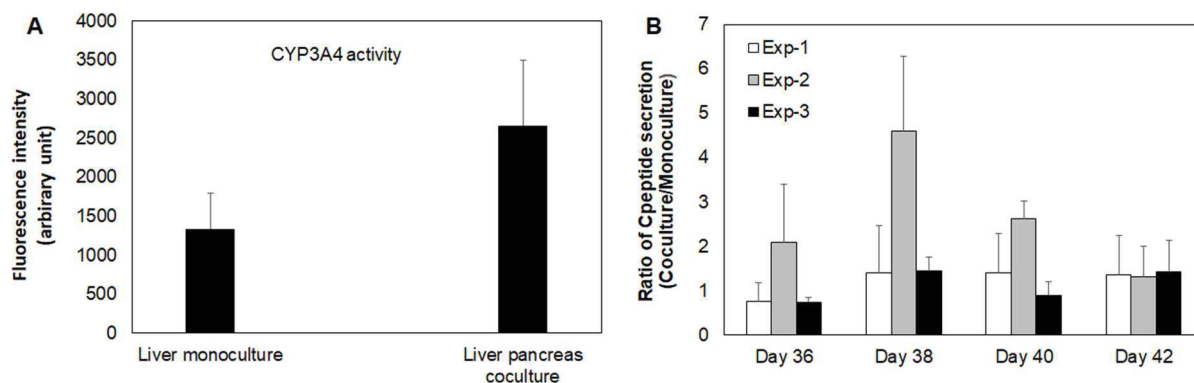 A
CYP3A4 activity
Fluorescence intensity
(arbirary unit)
4000
3500
3000
2500
2000
1500
1000
500
0
Liver monoculture
Liver pancreas
coculture
B
Exp-1
Exp-2
Exp-3
Ratio of Cpeptide secretion
(Coculture/Monoculture)
7
6
5
4
3
2
1
0
Day 36
Day 38
Day 40
Day 42